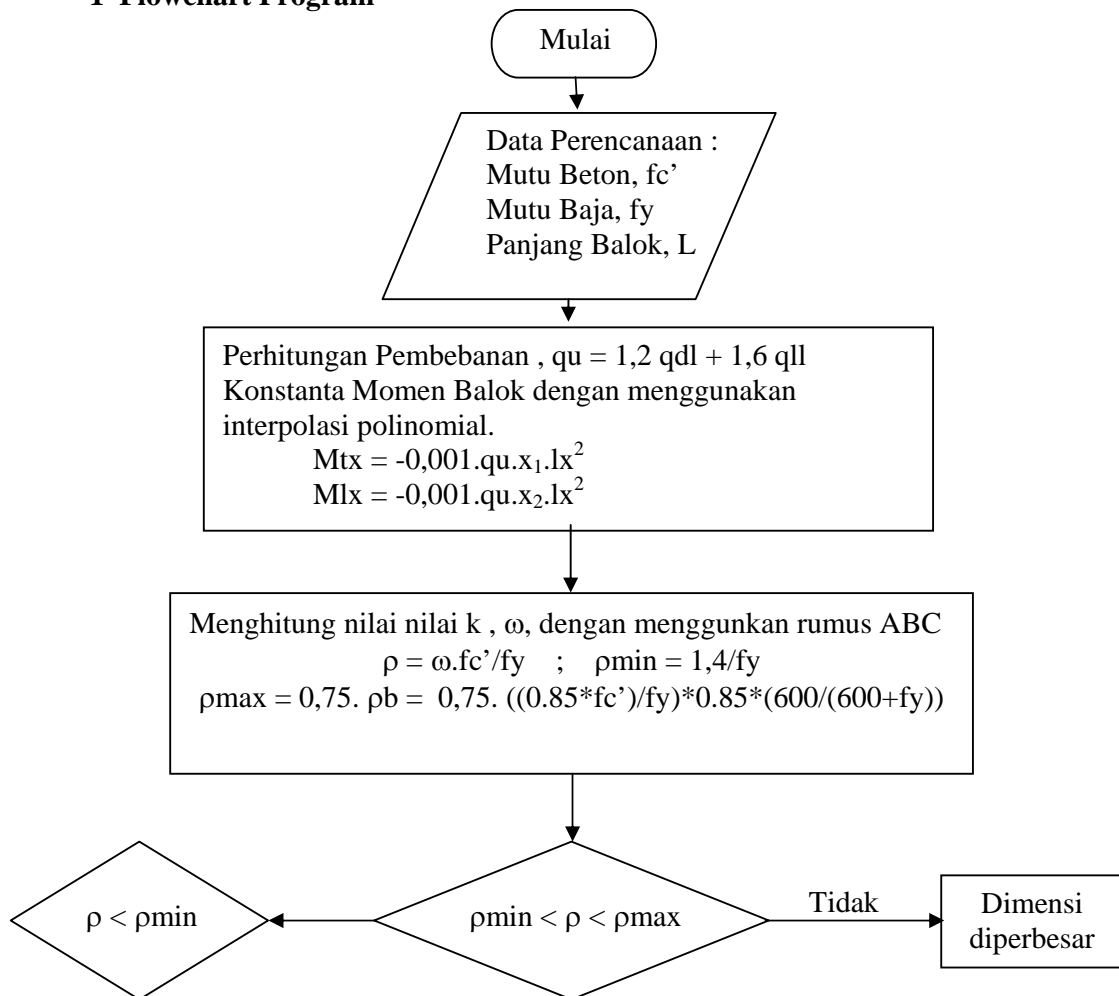 Flowchart Program
Mulai
Data Perencanaan :
Mutu Beton, fc’
Mutu Baja, fy
Panjang Balok, L
Perhitungan Pembebanan , qu = 1,2 qdl + 1,6 qll
Konstanta Momen Balok dengan menggunakan
interpolasi polinomial.
Mtx = -0,001.qu.x₁.lx²
Mlx = -0,001.qu.x₂.lx²
Menghitung nilai nilai k , ω, dengan menggunkan rumus ABC
ρ = ω.fc’/fy ; ρmin = 1,4/fy
ρmax = 0,75. ρb = 0,75. ((0.85*fc’)/fy)*0.85*(600/(600+fy))
ρ < ρmin
ρmin < ρ < ρmax
Tidak
Dimensi
diperbesar